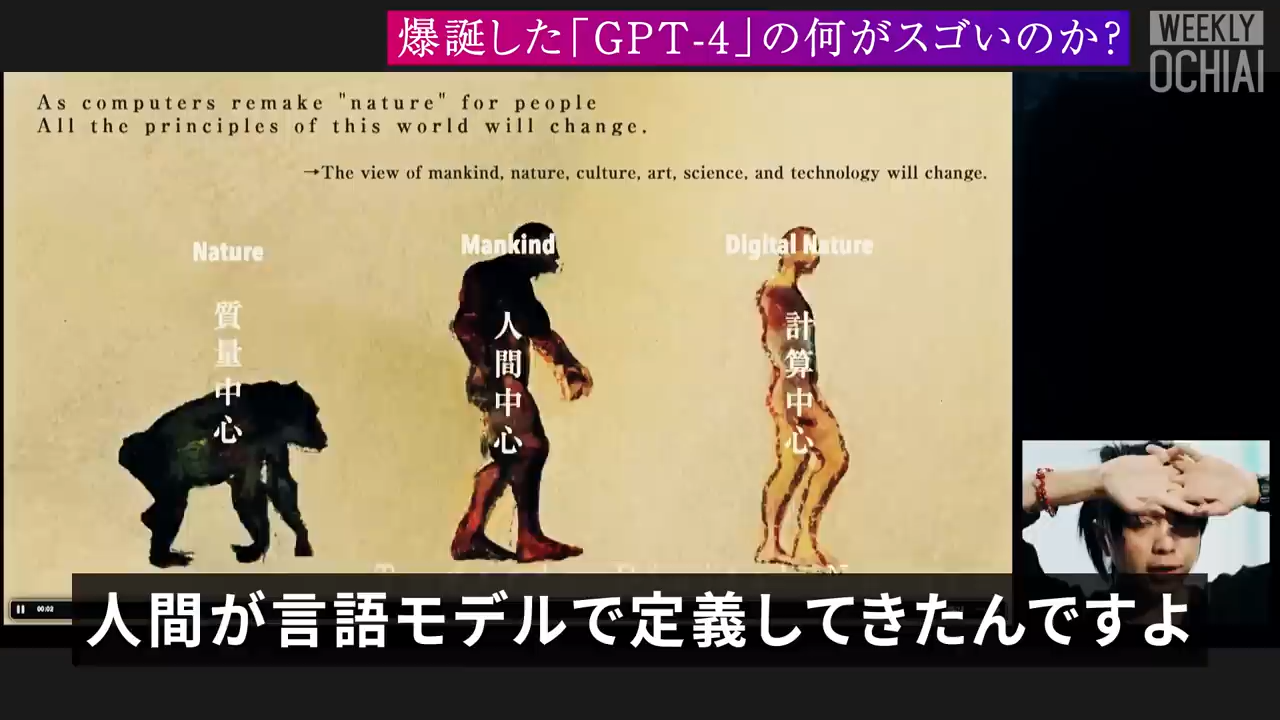 爆誕した「GPT-4」の何がスゴいのか?
WEEKLY
OCHIAI
As computers remake "nature" for people
All the principles of this world will change.
→The view of mankind, nature, culture, art, science, and technology will change.
Nature
質量中心
Mankind
人間中心
Digital Nature
計算中心
00:02
人間が言語モデルで定義してきたんですよ